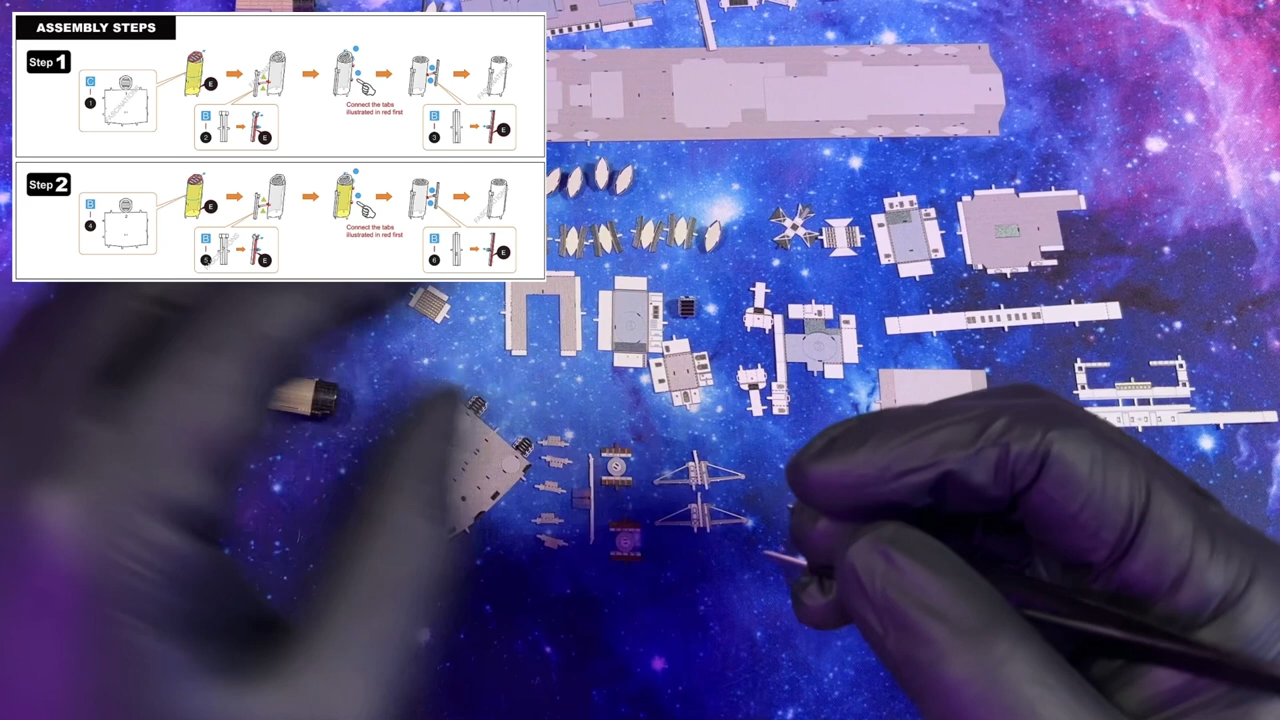 ASSEMBLY STEPS
Step 1
C
1
E
B
2
E
Connect the tabs
illustrated in red first
B
3
E
Step 2
B
4
E
B
5
E
Connect the tabs
illustrated in red first
B
6
E